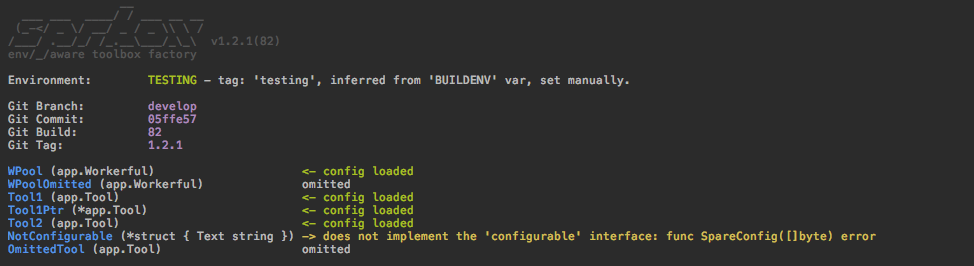 v1.2.1(82)
env/_/aware toolbox factory
Environment: TESTING – tag: 'testing', inferred from 'BUILDENV' var, set manually.
Git Branch: develop
Git Commit: 05ffe57
Git Build: 82
Git Tag: 1.2.1
WPool (app.Workerful) <– config loaded
WPoolOmitted (app.Workerful) omitted
Tool1 (app.Tool) <– config loaded
Tool1Ptr (*app.Tool) <– config loaded
Tool2 (app.Tool) <– config loaded
NotConfigurable (*struct { Text string }) –> does not implement the 'configurable' interface: func SpareConfig([]byte) error
OmittedTool (app.Tool) omitted